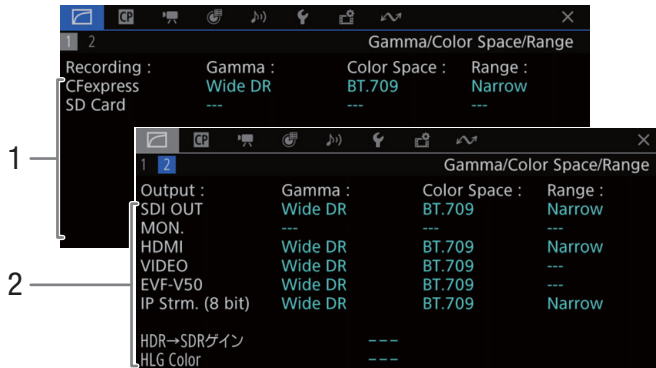 CP
1 2 Gamma/Color Space/Range
Recording : Gamma : Color Space : Range :
CFexpress Wide DR BT.709 Narrow
SD Card --- --- ---
1
CP
1 2 Gamma/Color Space/Range
Output : Gamma : Color Space : Range :
SDI OUT Wide DR BT.709 Narrow
MON. --- --- ---
HDMI Wide DR BT.709 Narrow
VIDEO Wide DR BT.709 ---
EVF-V50 Wide DR BT.709 ---
IP Strm. (8 bit) Wide DR BT.709 Narrow
2
HDR→SDRゲイン ---
HLG Color ---